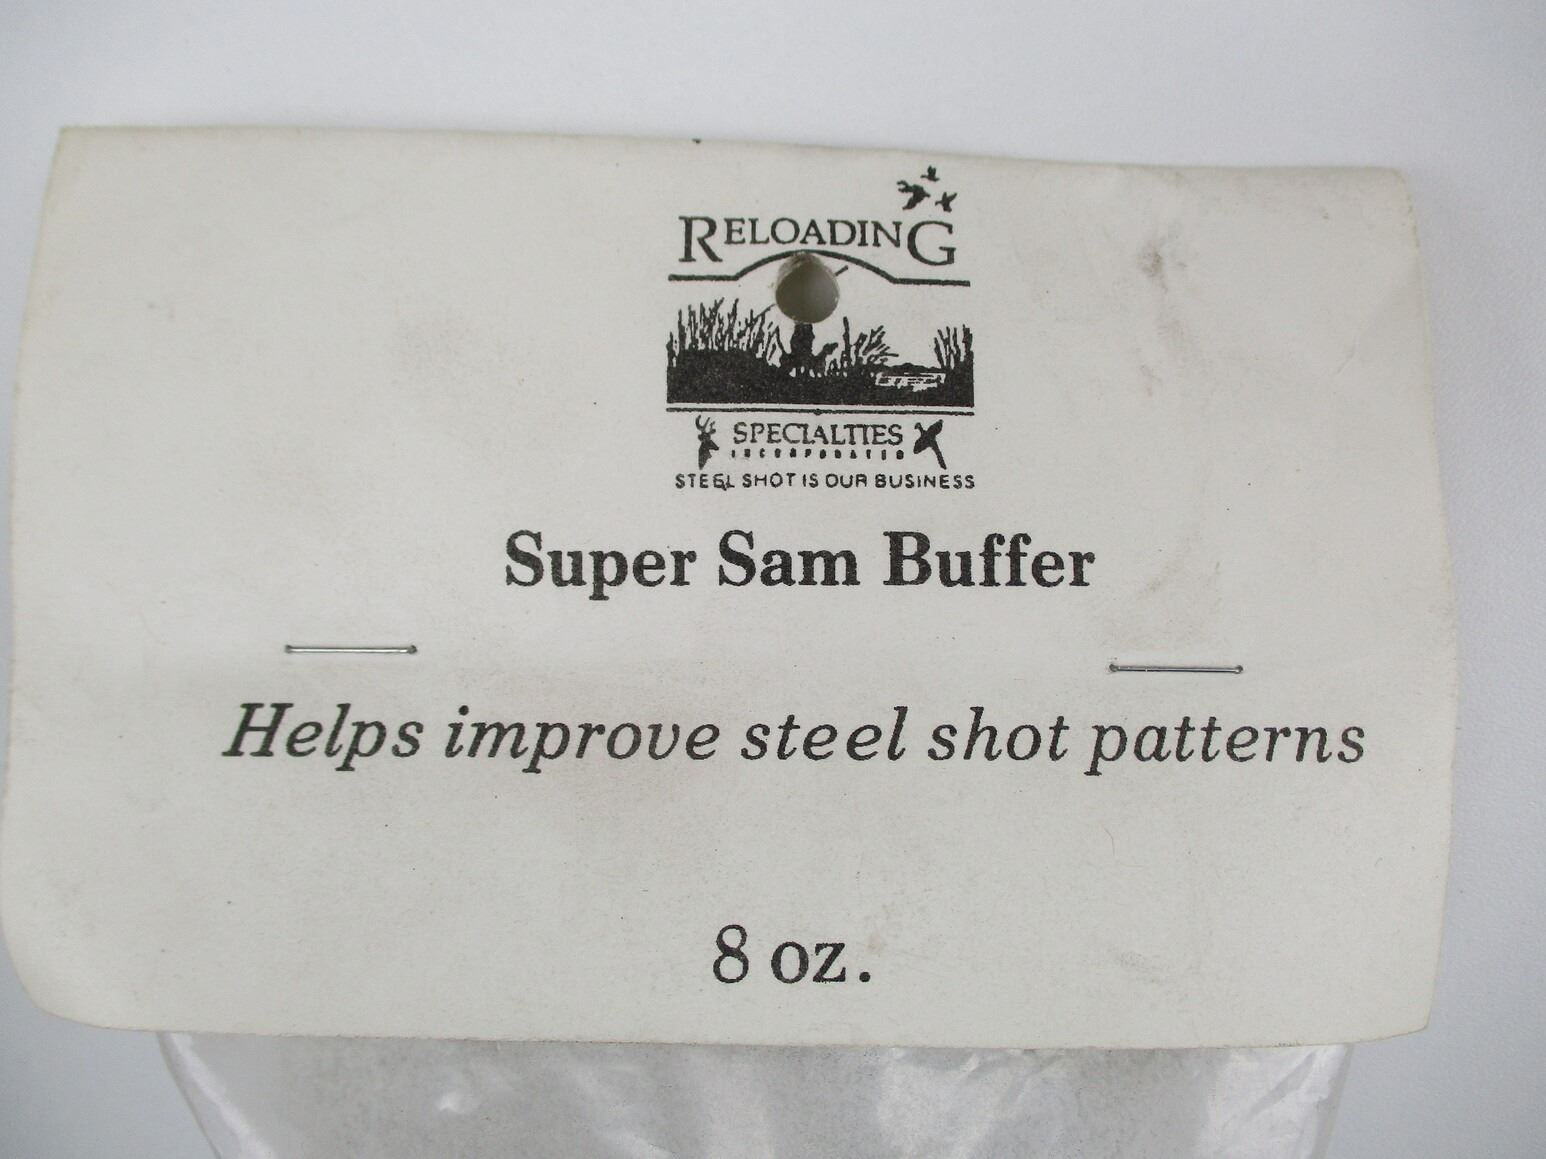 RELOADING
SPECIALTIES
INCORPORATED
STEEL SHOT IS OUR BUSINESS
Super Sam Buffer
Helps improve steel shot patterns
8 oz.